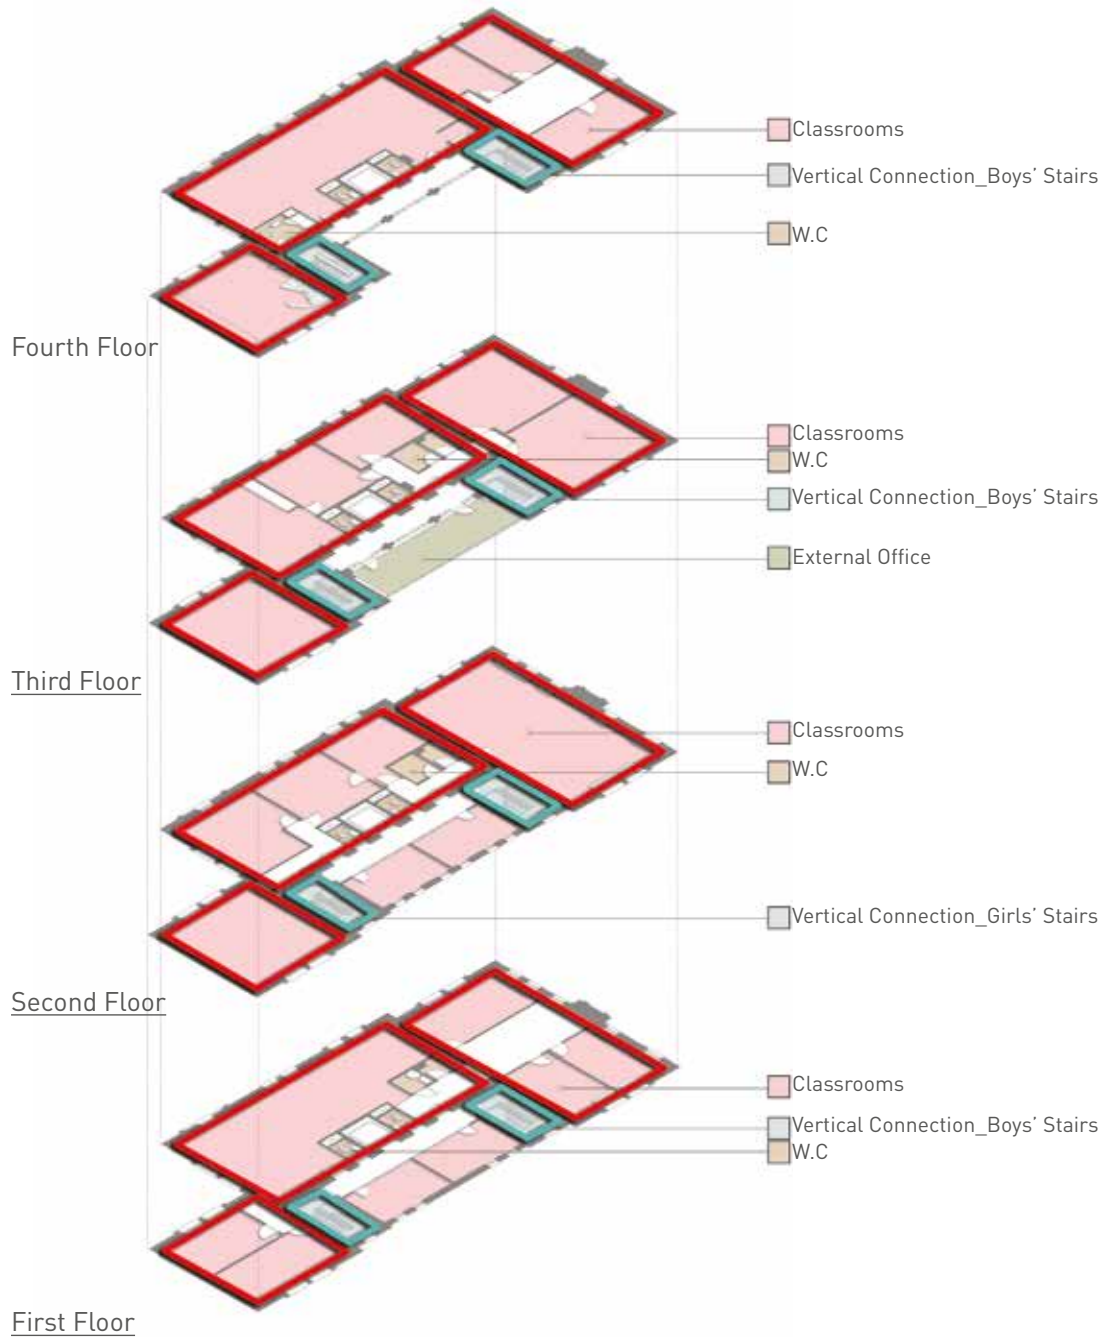 Classrooms
Vertical Connection_Boys’ Stairs
W.C
Fourth Floor
Classrooms
W.C
Vertical Connection_Boys’ Stairs
External Office
Third Floor
Classrooms
W.C
Vertical Connection_Girls’ Stairs
Second Floor
Classrooms
Vertical Connection_Boys’ Stairs
W.C
First Floor